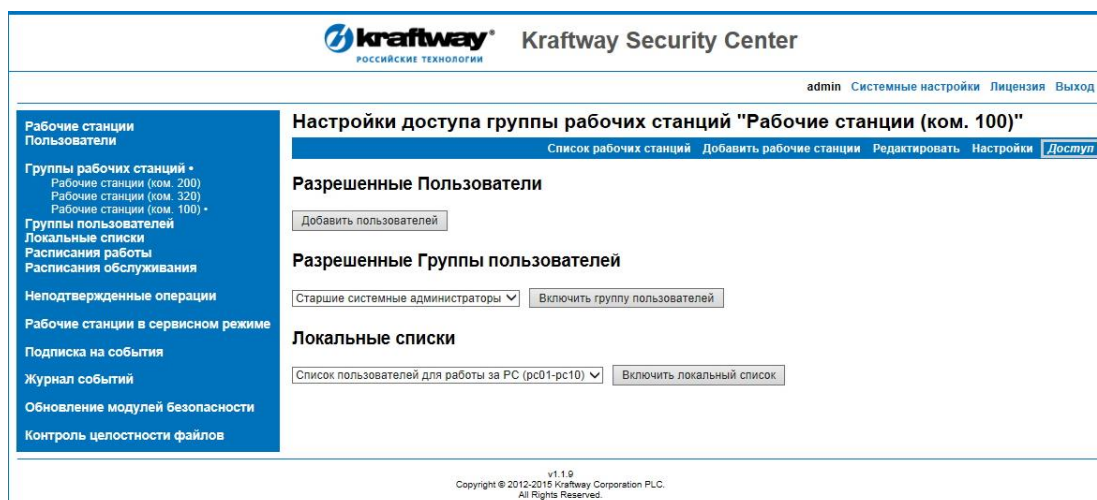 kraftway®
РОССИЙСКИЕ ТЕХНОЛОГИИ
Kraftway Security Center
admin Системные настройки Лицензия Выход
Рабочие станции
Пользователи
Группы рабочих станций •
Рабочие станции (ком. 200)
Рабочие станции (ком. 320)
Рабочие станции (ком. 100) •
Группы пользователей
Локальные списки
Расписания работы
Расписания обслуживания
Неподтвержденные операции
Рабочие станции в сервисном режиме
Подписка на события
Журнал событий
Обновление модулей безопасности
Контроль целостности файлов
Настройки доступа группы рабочих станций "Рабочие станции (ком. 100)"
Список рабочих станций Добавить рабочие станции Редактировать Настройки Доступ
Разрешенные Пользователи
Добавить пользователей
Разрешенные Группы пользователей
Старшие системные администраторы Включить группу пользователей
Локальные списки
Список пользователей для работы за PC (pc01-pc10) Включить локальный список
v1.1.9
Copyright © 2012-2015 Kraftway Corporation PLC.
All Rights Reserved.